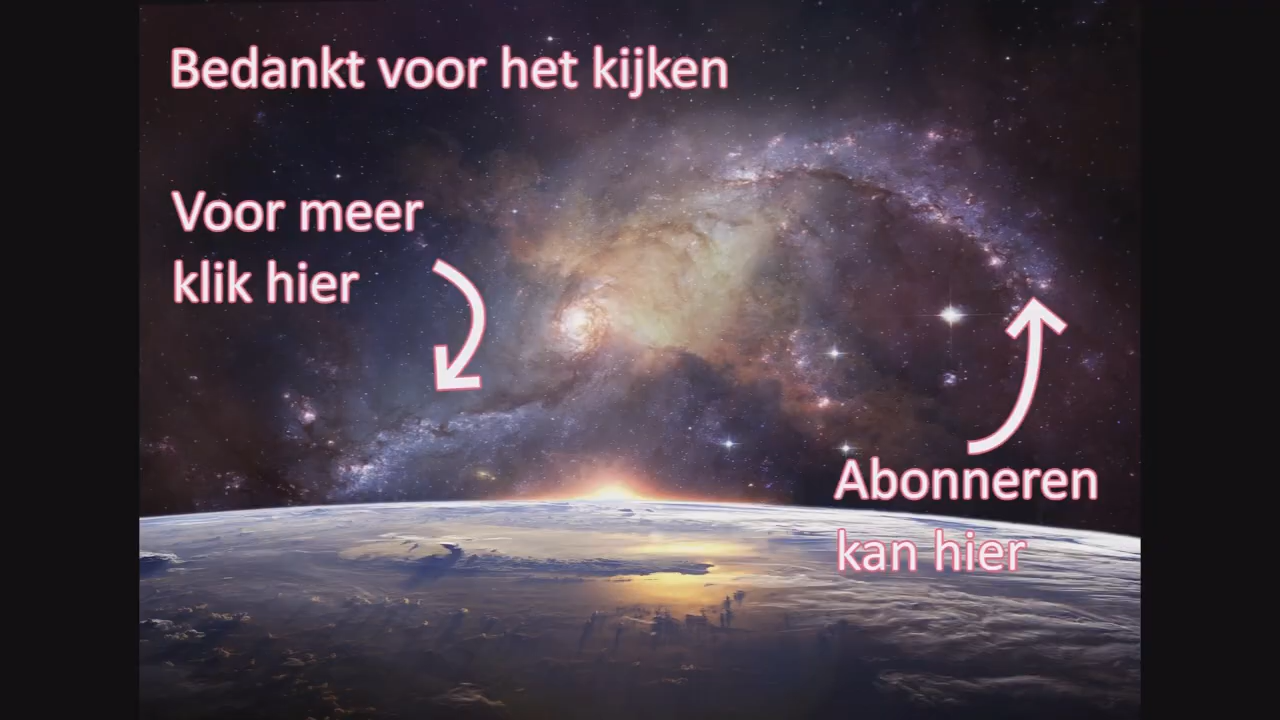 Bedankt voor het kijken
Voor meer
klik hier
Abonneren
kan hier